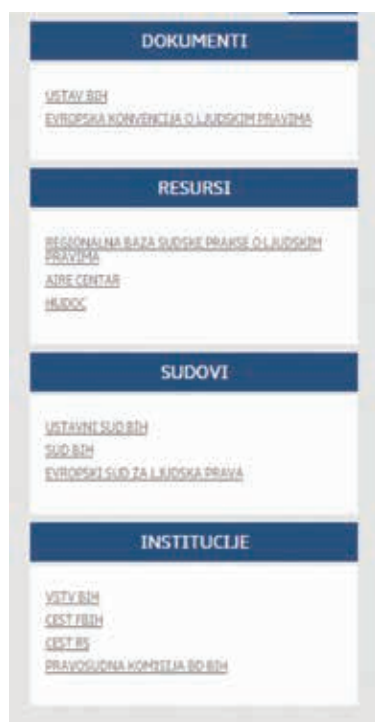 DOKUMENTI
USTAV BIH
EVROPSKA KONVENCIJA O LJUDSKIM PRAVIMA
RESURSI
REGIONALNA BAZA SUDSKE PRAKSE O LJUDSKIM
PRAVIMA
AIRE CENTAR
HUDOC
SUDOVI
USTAVNI SUD BIH
SUD BIH
EVROPSKI SUD ZA LJUDSKA PRAVA
INSTITUCIJE
VSTV BIH
CEST FBIH
CEST RS
PRAVOSUDNA KOMISIJA BD BIH